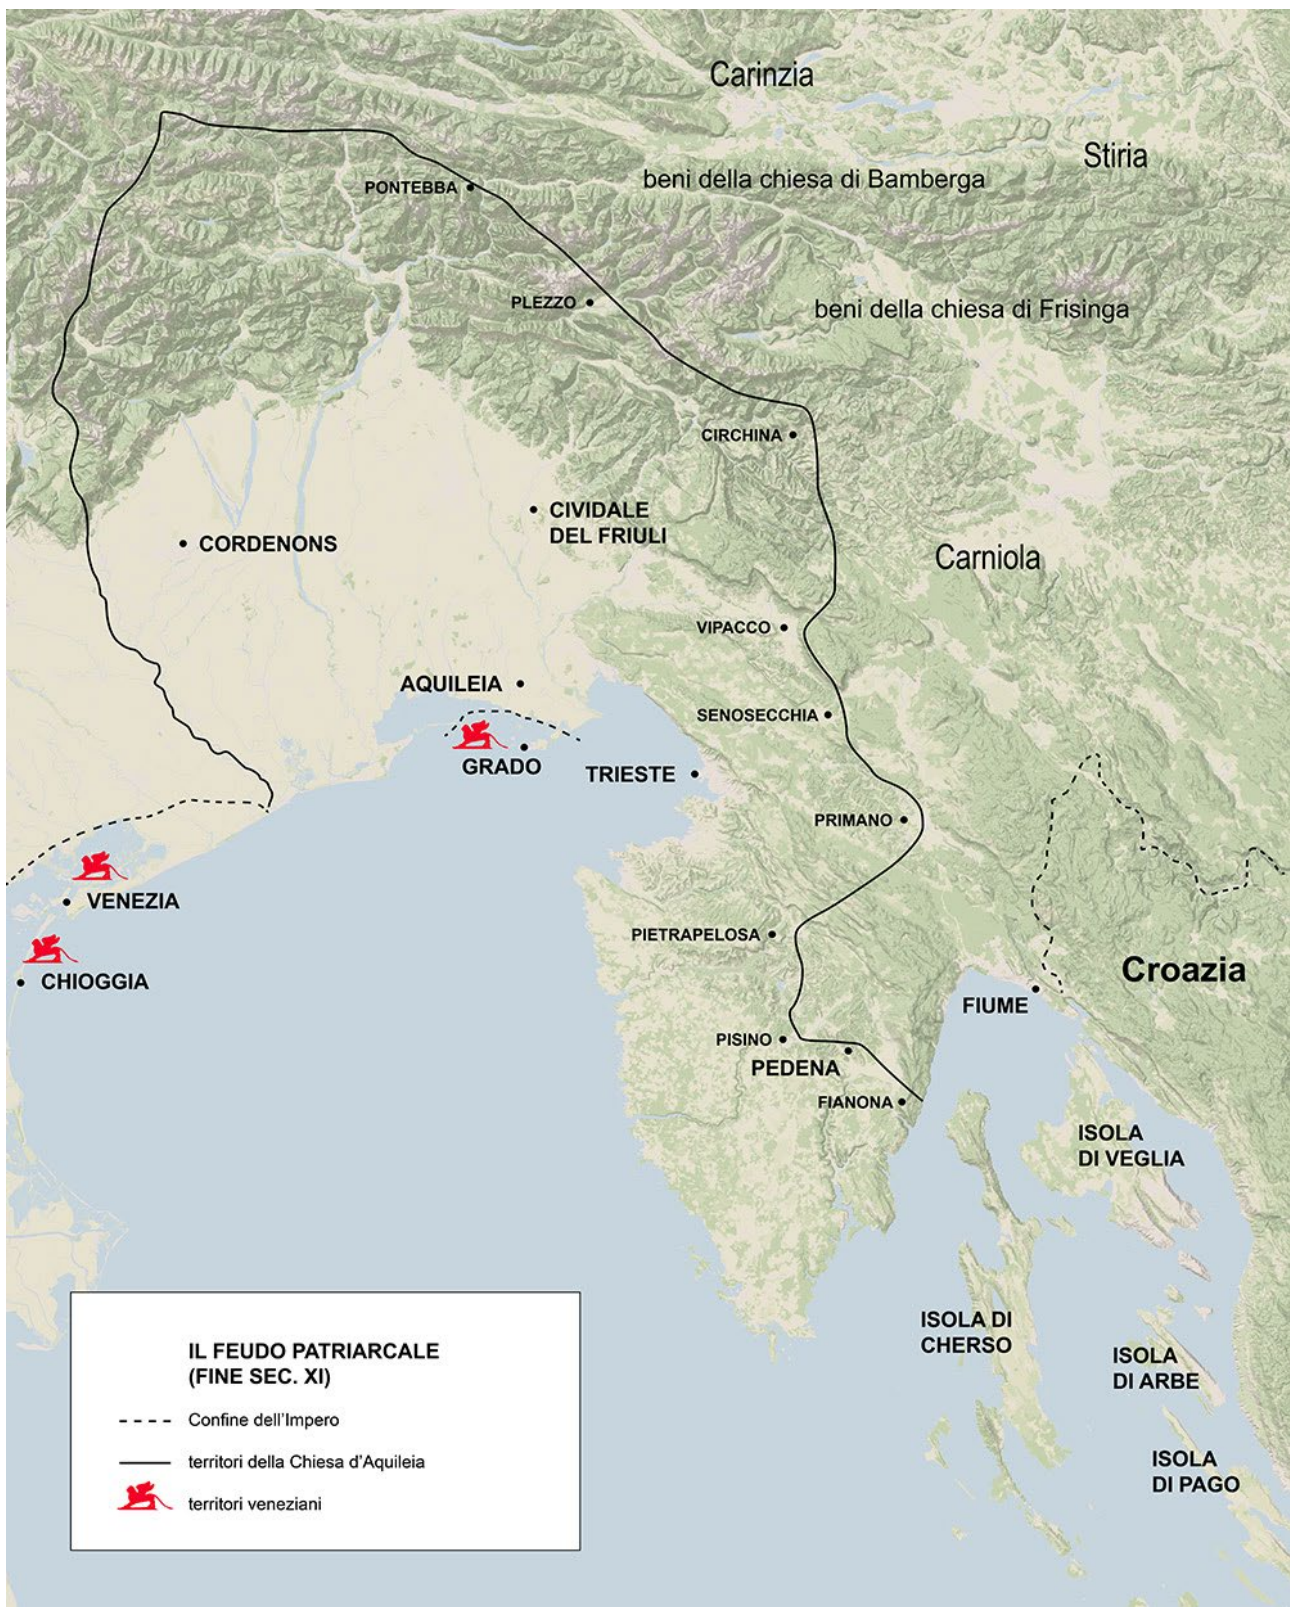 Carinzia
Stiria
beni della chiesa di Bamberga
PONTEBBA
PLEZZO
beni della chiesa di Frisinga
CIRCHINA
CIVIDALE
DEL FRIULI
CORDENONS
Carniola
VIPACCO
AQUILEIA
SENOSECCHIA
GRADO
TRIESTE
PRIMANO
VENEZIA
PIETRAPELOSA
CHIOGGIA
Croazia
FIUME
PISINO
PEDENA
FIANONA
ISOLA
DI VEGLIA
ISOLA DI
CHERSO
ISOLA
DI ARBE
ISOLA
DI PAGO
IL FEUDO PATRIARCALE
(FINE SEC. XI)
Confine dell'Impero
territori della Chiesa d'Aquileia
territori veneziani